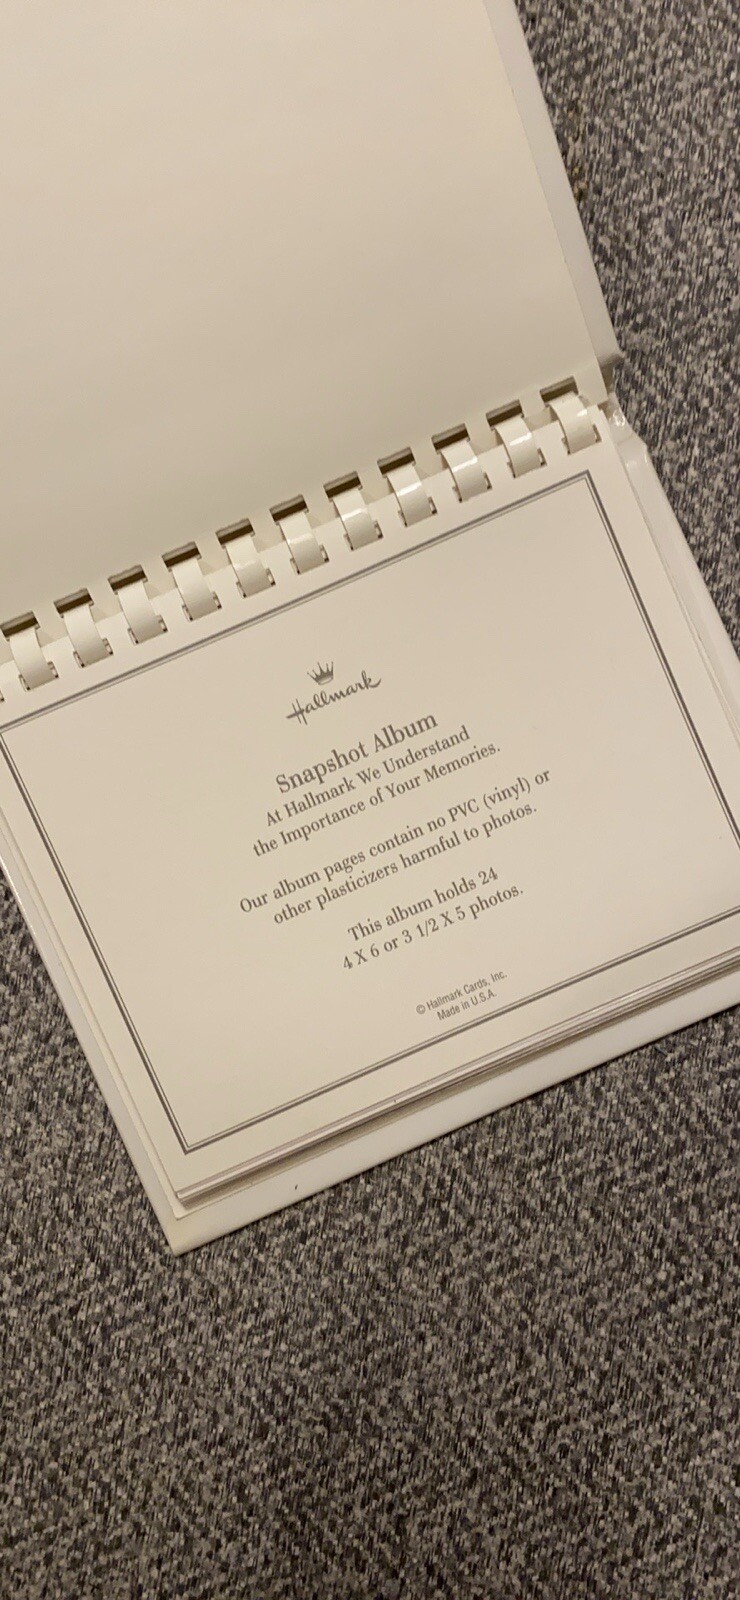 Hallmark
Snapshot Album
At Hallmark We Understand
the Importance of Your Memories.
Our album pages contain no PVC (vinyl) or
other plasticizers harmful to photos.
This album holds 24
4 X 6 or 3 1/2 X 5 photos.
© Hallmark Cards, Inc.
Made in U.S.A.